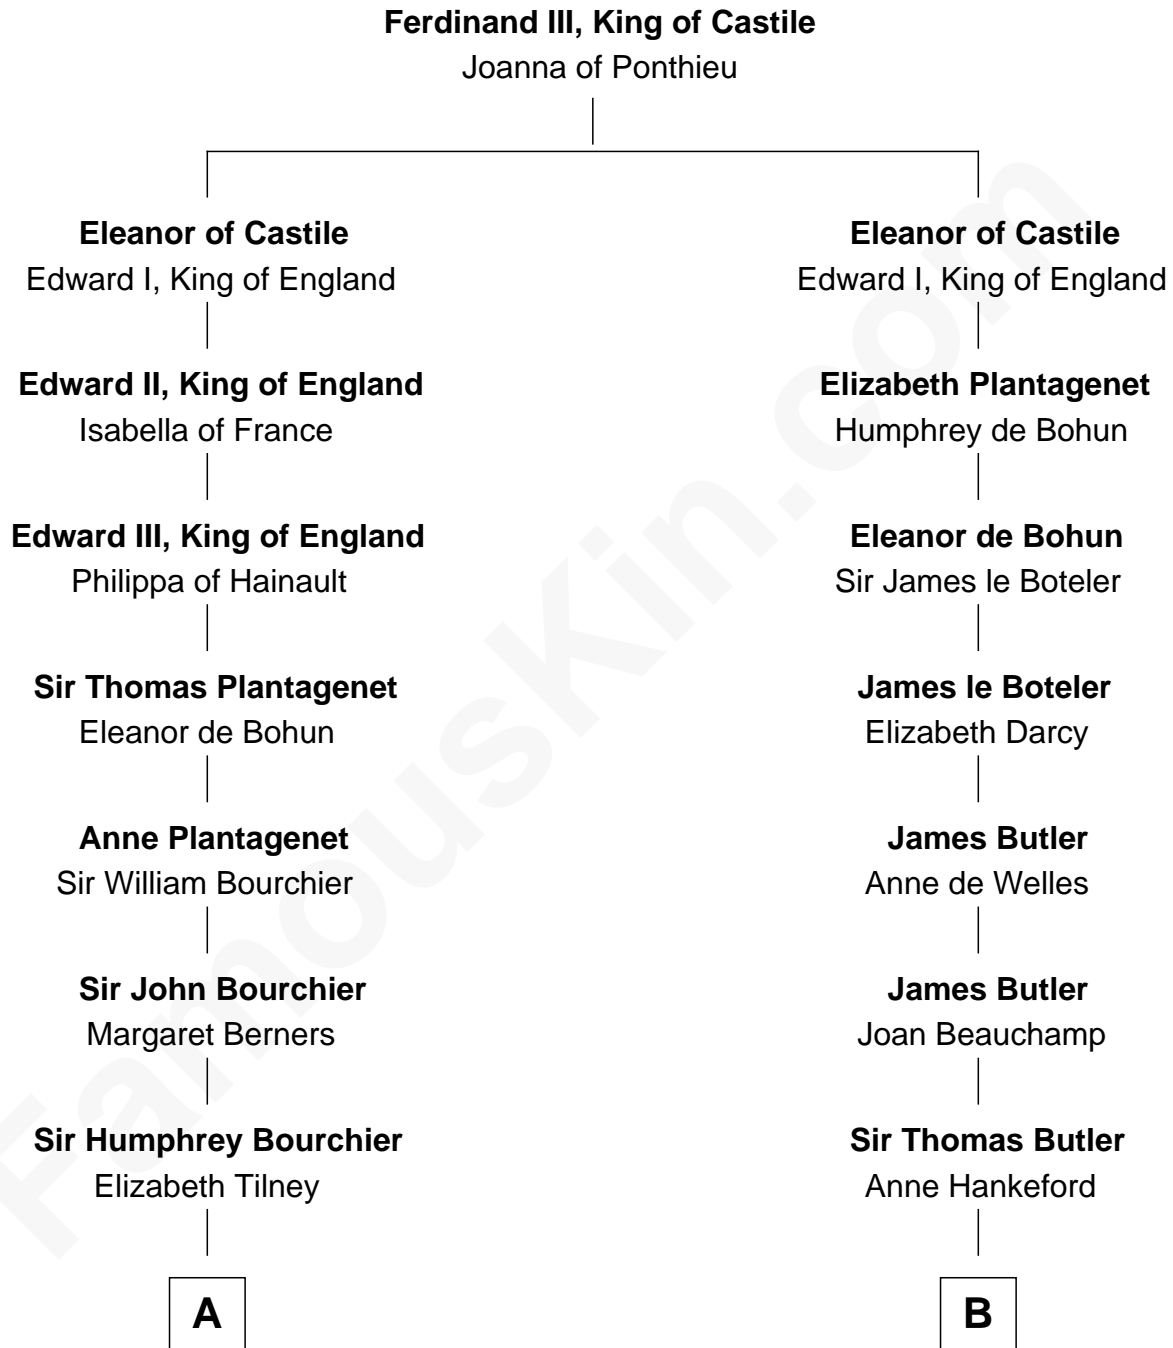 Ferdinand III, King of Castile
Joanna of Ponthieu
Eleanor of Castile
Edward I, King of England
Edward II, King of England
Isabella of France
Edward III, King of England
Philippa of Hainault
Sir Thomas Plantagenet
Eleanor de Bohun
Anne Plantagenet
Sir William Bourchier
Sir John Bourchier
Margaret Berners
Sir Humphrey Bourchier
Elizabeth Tilney
A
Eleanor of Castile
Edward I, King of England
Elizabeth Plantagenet
Humphrey de Bohun
Eleanor de Bohun
Sir James le Boteler
James le Boteler
Elizabeth Darcy
James Butler
Anne de Welles
James Butler
Joan Beauchamp
Sir Thomas Butler
Anne Hankeford
B
FamousKin.com